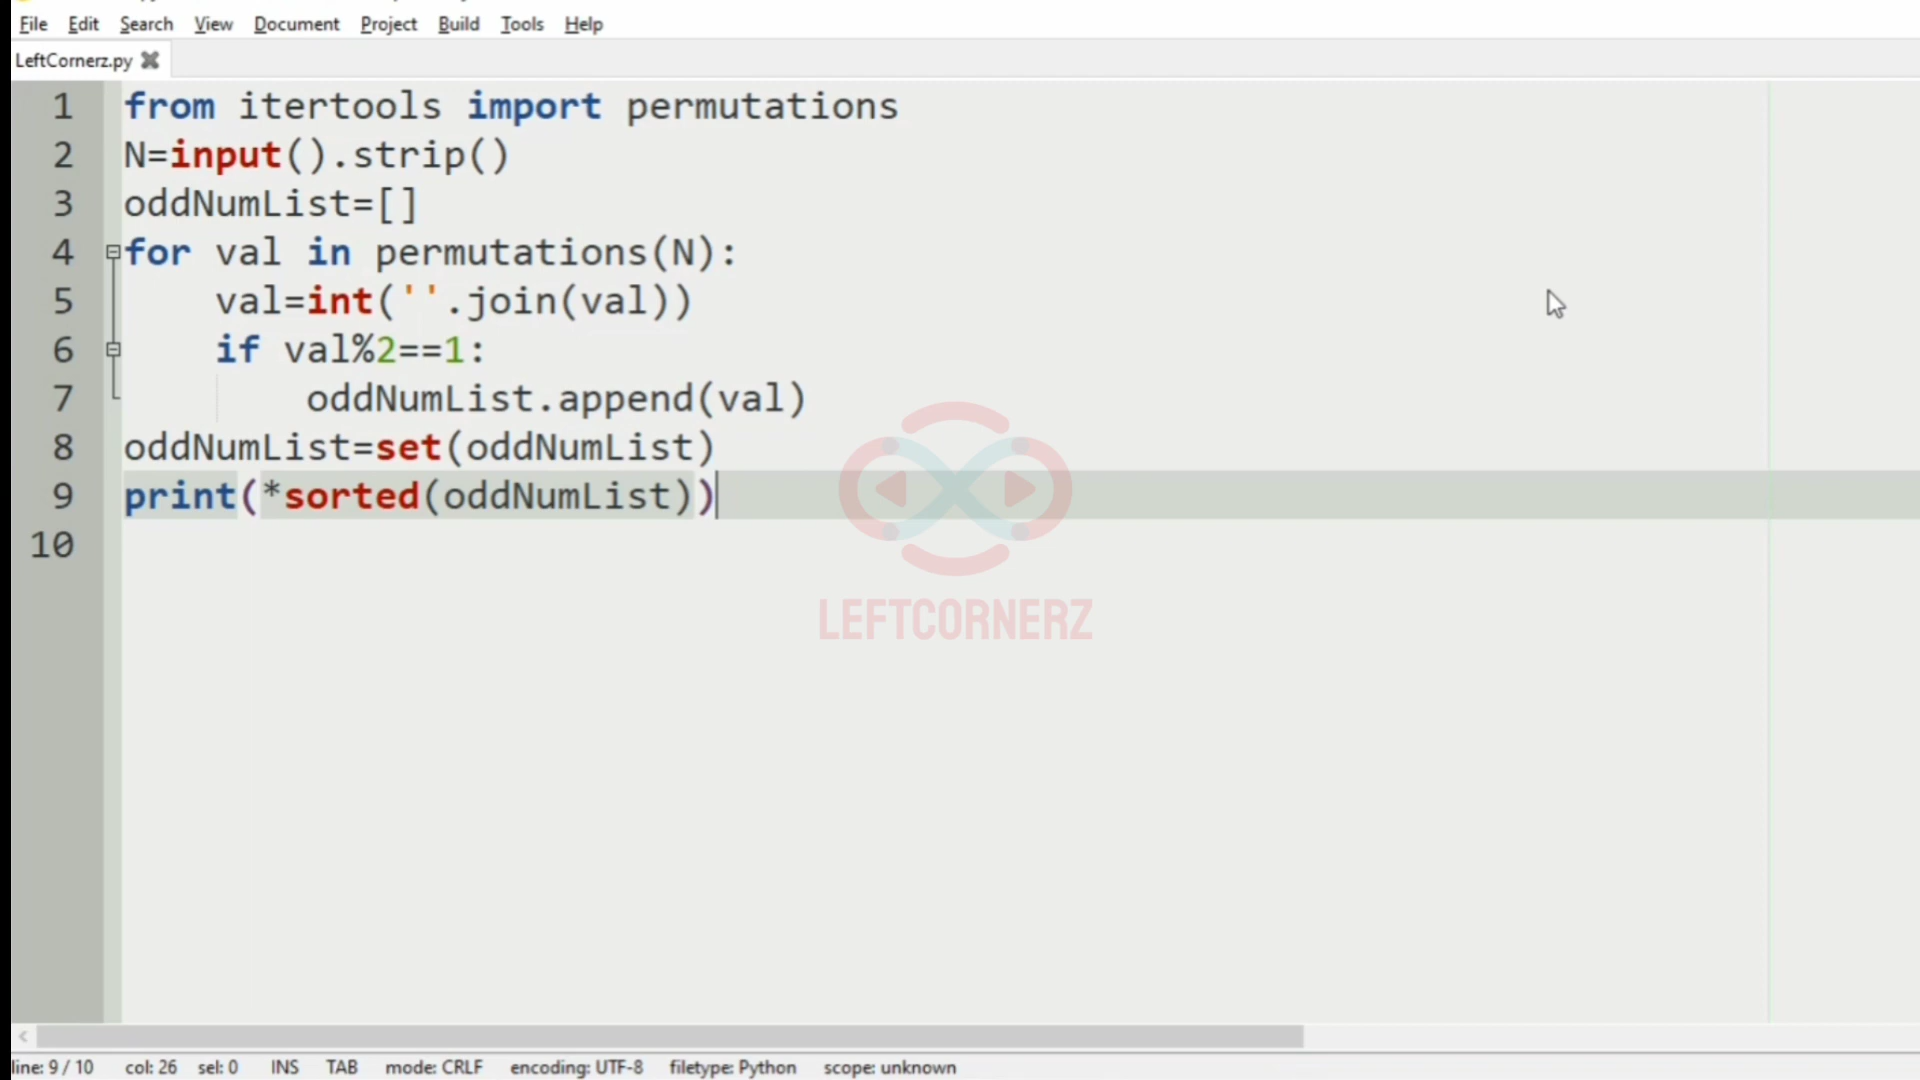 File Edit Search View Document Project Build Tools Help
LeftCornerz.py
1 from itertools import permutations
2 N=input().strip()
3 oddNumList=[]
4 for val in permutations(N):
5     val=int(''.join(val))
6     if val%2==1:
7         oddNumList.append(val)
8 oddNumList=set(oddNumList)
9 print(*sorted(oddNumList))
10
LEFTCORNERZ
line: 9 / 10 col: 26 sel: 0 INS TAB mode: CRLF encoding: UTF-8 filetype: Python scope: unknown